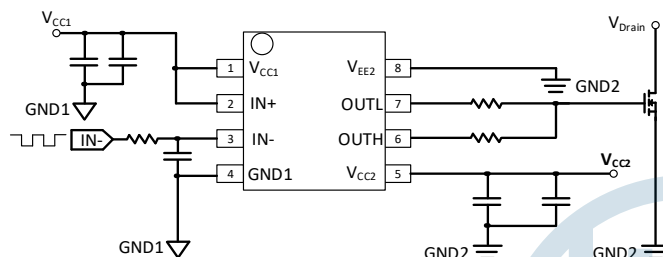 VCC1
GND1
IN-
GND1
1 VCC1
2 IN+
3 IN-
4 GND1
VEE2 8
OUTL 7
OUTH 6
VCC2 5
GND2
VCC2
GND2
VDrain
GND2